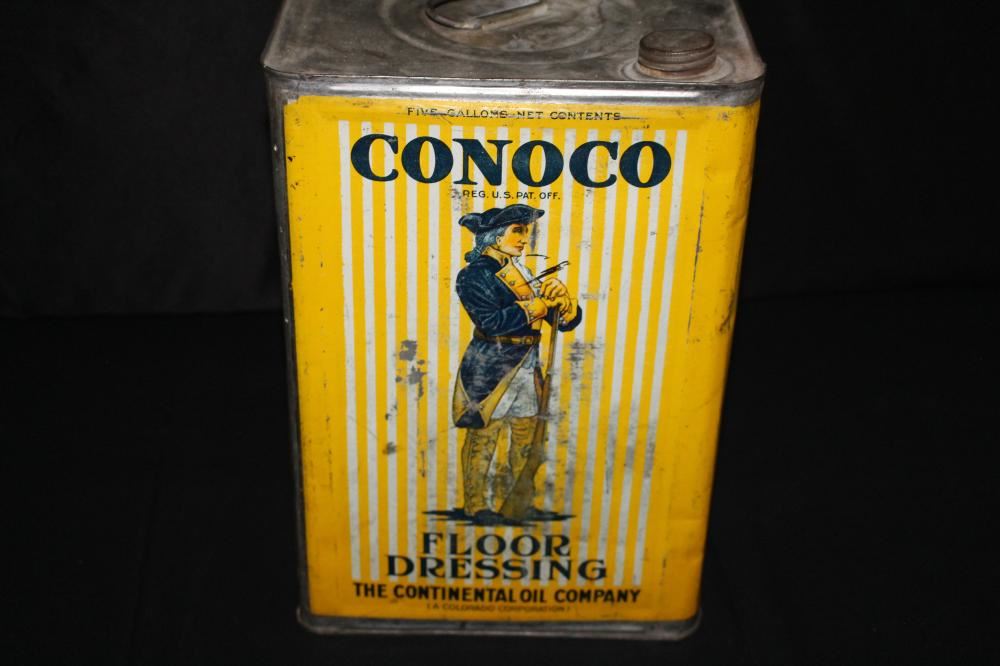 FIVE GALLONS NET CONTENTS
CONOCO
REG. U.S. PAT. OFF.
FLOOR
DRESSING
THE CONTINENTAL OIL COMPANY
(A COLORADO CORPORATION)